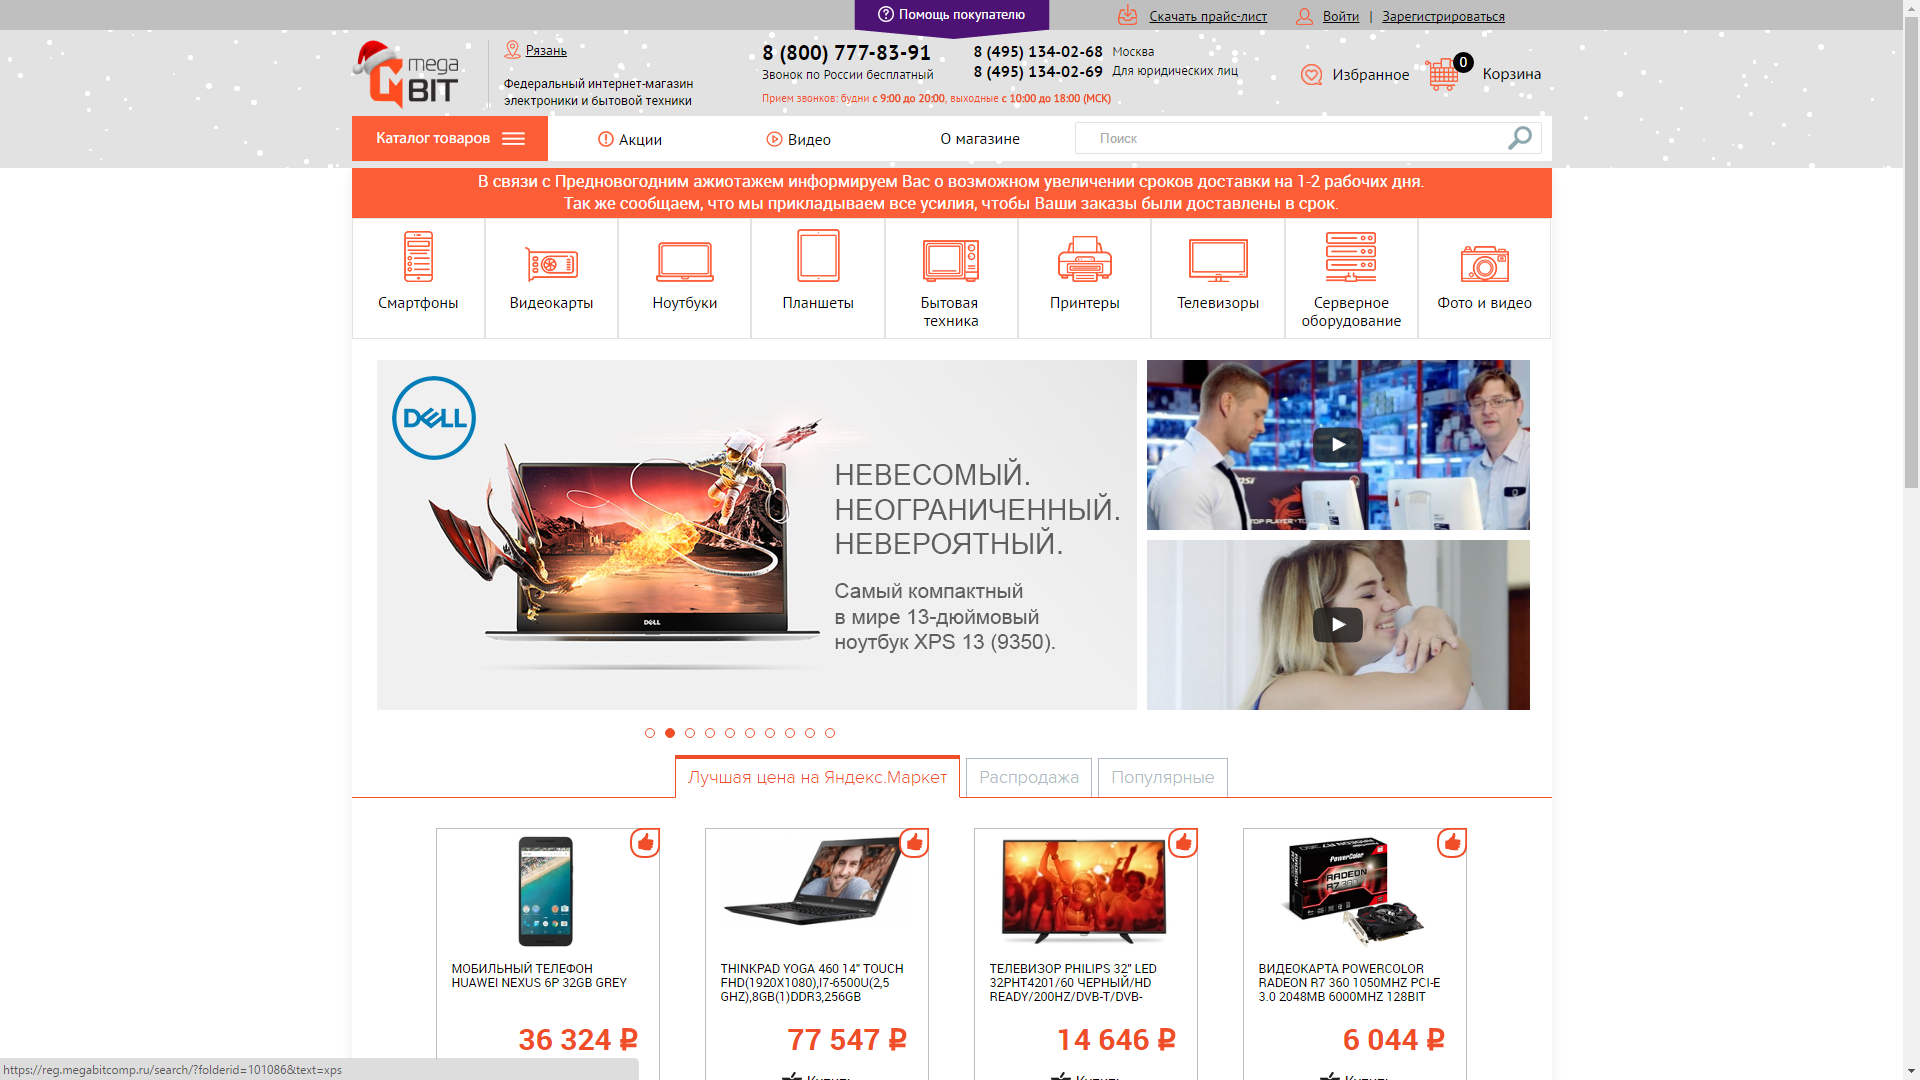 Помощь покупателю
Скачать прайс-лист
Войти | Зарегистрироваться
mega
BIT
Рязань
Федеральный интернет-магазин
электроники и бытовой техники
8 (800) 777-83-91
Звонок по России бесплатный
8 (495) 134-02-68 Москва
8 (495) 134-02-69 Для юридических лиц
Прием звонков: будни с 9:00 до 20:00, выходные с 10:00 до 18:00 (МСК)
Избранное
0
Корзина
Каталог товаров
Акции
Видео
О магазине
Поиск
В связи с Предновогодним ажиотажем информируем Вас о возможном увеличении сроков доставки на 1-2 рабочих дня.
Так же сообщаем, что мы прикладываем все усилия, чтобы Ваши заказы были доставлены в срок.
Смартфоны
Видеокарты
Ноутбуки
Планшеты
Бытовая
техника
Принтеры
Телевизоры
Серверное
оборудование
Фото и видео
DELL
НЕВЕСОМЫЙ.
НЕОГРАНИЧЕННЫЙ.
НЕВЕРОЯТНЫЙ.
Самый компактный
в мире 13-дюймовый
ноутбук XPS 13 (9350).
DELL
Лучшая цена на Яндекс.Маркет
Распродажа
Популярные
МОБИЛЬНЫЙ ТЕЛЕФОН
HUAWEI NEXUS 6P 32GB GREY
36 324 ₽
THINKPAD YOGA 460 14" TOUCH
FHD(1920X1080),I7-6500U(2,5
GHZ),8GB(1)DDR3,256GB
77 547 ₽
Купить
ТЕЛЕВИЗОР PHILIPS 32" LED
32PHT4201/60 ЧЕРНЫЙ/HD
READY/200HZ/DVB-T/DVB-
14 646 ₽
Купить
PowerColor
RADEON
ВИДЕОКАРТА POWERCOLOR
RADEON R7 360 1050MHZ PCI-E
3.0 2048MB 6000MHZ 128BIT
6 044 ₽
Купить
https://reg.megabitcomp.ru/search/?folderid=101086&text=xps